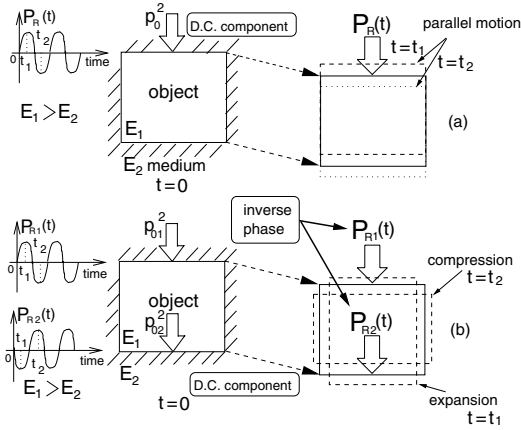 P_R(t)
t_1
t_2
0
time
E_1 > E_2
p_0^2
D.C. component
object
E_1
E_2 medium
t=0
P_R(t)
t=t_1
parallel motion
t=t_2
(a)
P_R1(t)
t_2
0
t_1
time
P_R2(t)
t_1
0
t_2
time
E_1 > E_2
p_01^2
object
p_02^2
E_1
E_2
D.C. component
t=0
inverse
phase
P_R1(t)
P_R2(t)
compression
t=t_2
(b)
expansion
t=t_1